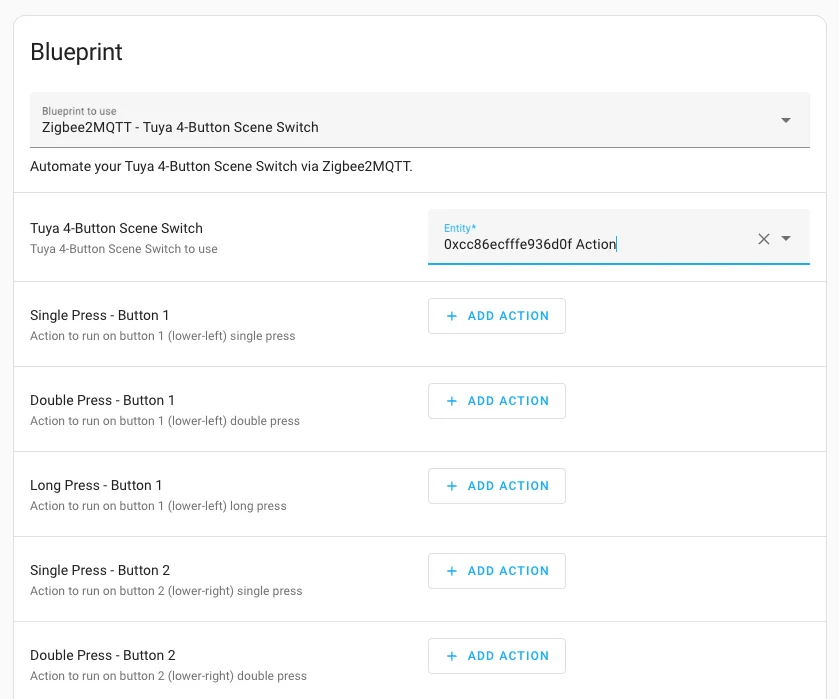 Blueprint
Blueprint to use
Zigbee2MQTT - Tuya 4-Button Scene Switch
Automate your Tuya 4-Button Scene Switch via Zigbee2MQTT.
Tuya 4-Button Scene Switch
Tuya 4-Button Scene Switch to use
Entity*
0xcc86ecfffe936d0f Action
Single Press - Button 1
Action to run on button 1 (lower-left) single press
+ ADD ACTION
Double Press - Button 1
Action to run on button 1 (lower-left) double press
+ ADD ACTION
Long Press - Button 1
Action to run on button 1 (lower-left) long press
+ ADD ACTION
Single Press - Button 2
Action to run on button 2 (lower-right) single press
+ ADD ACTION
Double Press - Button 2
Action to run on button 2 (lower-right) double press
+ ADD ACTION